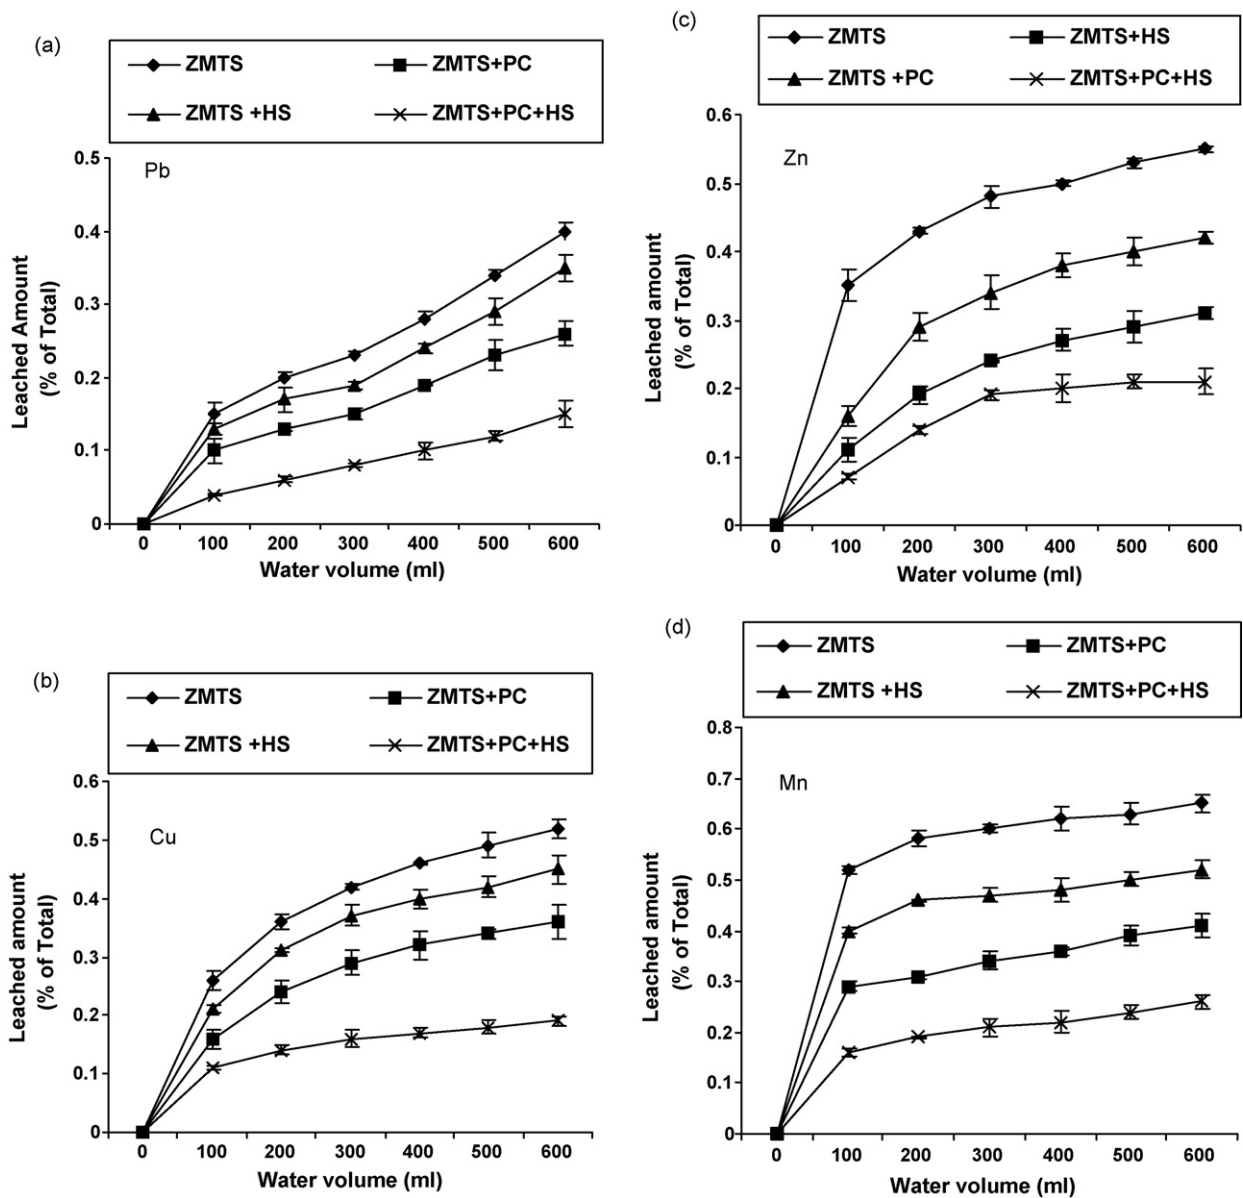 (a)
ZMTS ZMTS+PC
ZMTS +HS ZMTS+PC+HS
Pb
Leached Amount
(% of Total)
0.5
0.4
0.3
0.2
0.1
0
0 100 200 300 400 500 600
Water volume (ml)
(b)
ZMTS ZMTS+PC
ZMTS +HS ZMTS+PC+HS
Cu
Leached amount
(% of Total)
0.6
0.5
0.4
0.3
0.2
0.1
0
0 100 200 300 400 500 600
Water volume (ml)
(c)
ZMTS ZMTS+HS
ZMTS +PC ZMTS+PC+HS
Zn
Leached amount
(% of Total)
0.6
0.5
0.4
0.3
0.2
0.1
0
0 100 200 300 400 500 600
Water volume (ml)
(d)
ZMTS ZMTS+PC
ZMTS +HS ZMTS+PC+HS
Mn
Leached amount
(% of Total)
0.8
0.7
0.6
0.5
0.4
0.3
0.2
0.1
0
0 100 200 300 400 500 600
Water volume (ml)